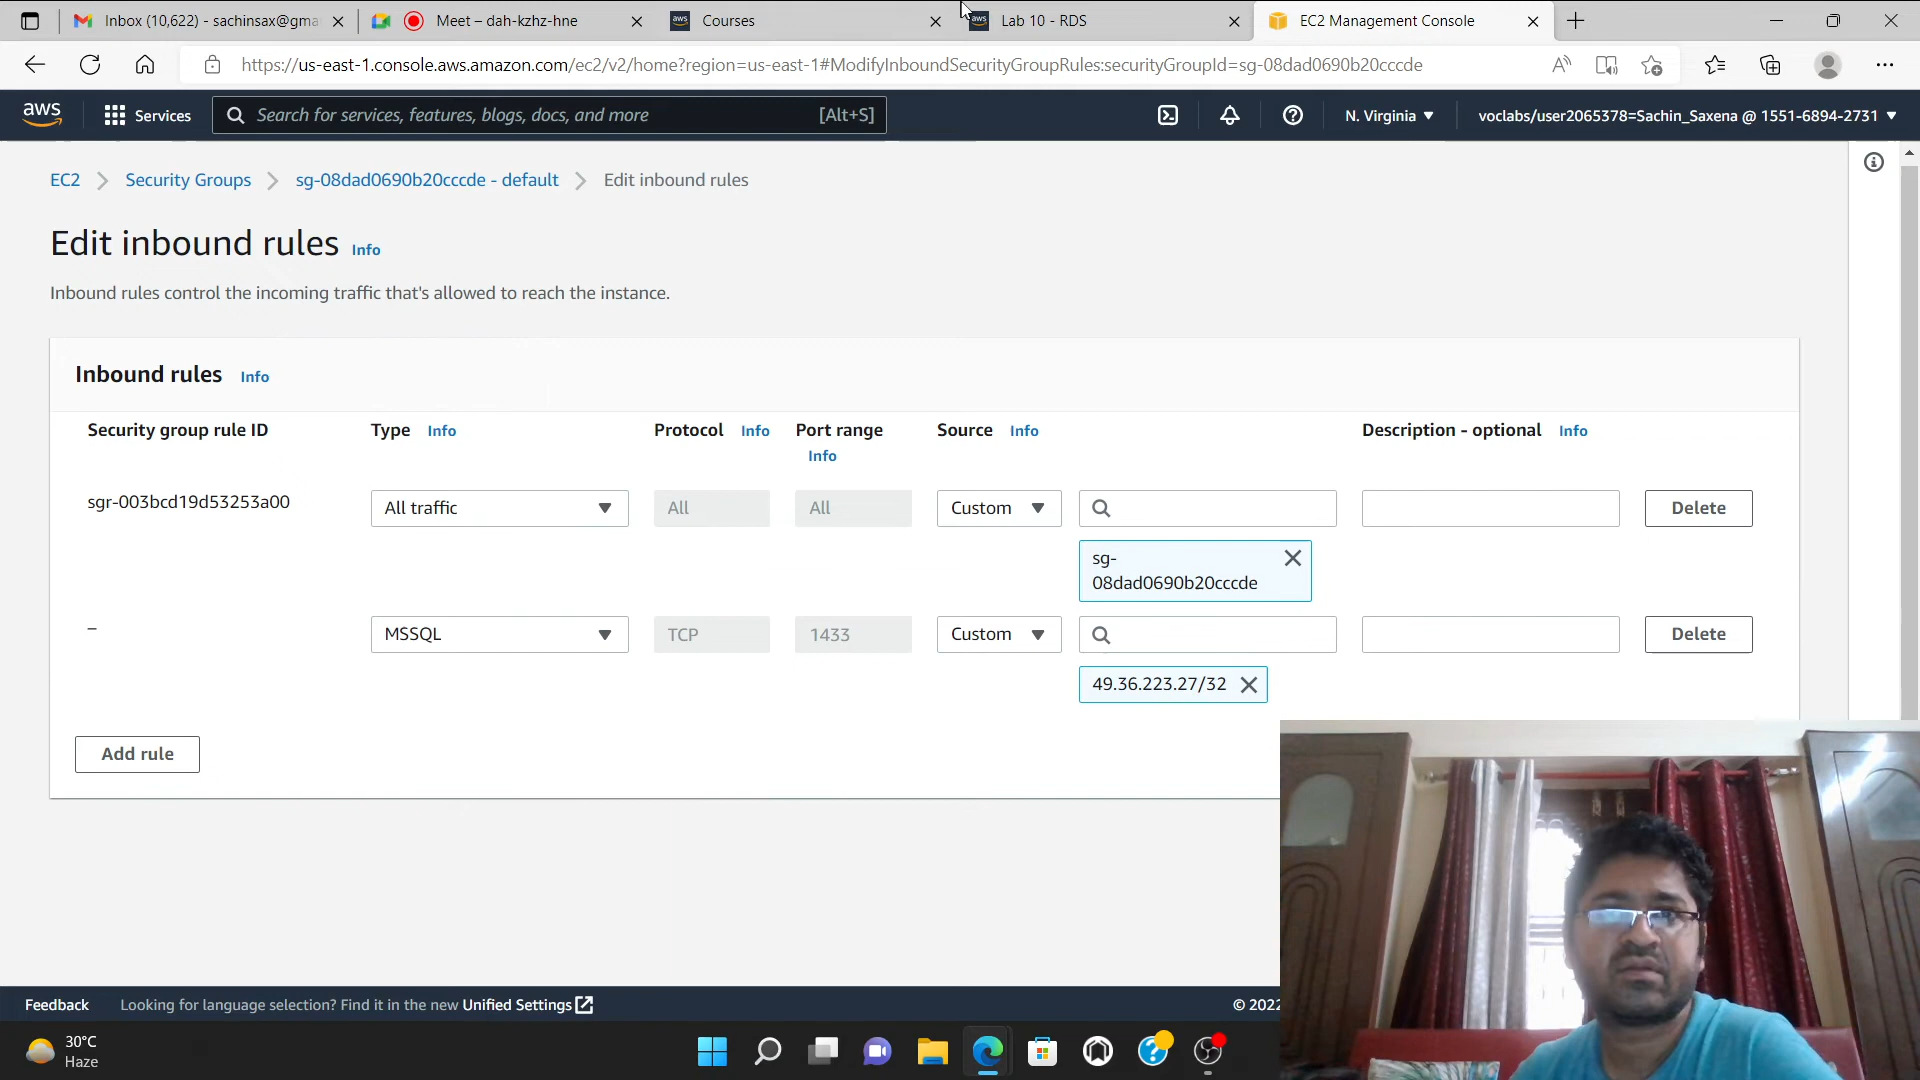 Inbox (10,622) - sachinsax@gma
Meet – dah-kzhz-hne
aws Courses
aws Lab 10 - RDS
EC2 Management Console
https://us-east-1.console.aws.amazon.com/ec2/v2/home?region=us-east-1#ModifyInboundSecurityGroupRules:securityGroupId=sg-08dad0690b20cccde
aws Services Search for services, features, blogs, docs, and more [Alt+S] N. Virginia voclabs/user2065378=Sachin_Saxena @ 1551-6894-2731
EC2 Security Groups sg-08dad0690b20cccde - default Edit inbound rules
Edit inbound rules Info
Inbound rules control the incoming traffic that's allowed to reach the instance.
Inbound rules Info
Security group rule ID Type Info Protocol Info Port range Source Info Description - optional Info
Info
sgr-003bcd19d53253a00 All traffic All All Custom Delete
sg-
08dad0690b20cccde
– MSSQL TCP 1433 Custom Delete
49.36.223.27/32
Add rule
Feedback Looking for language selection? Find it in the new Unified Settings © 2022
30°C
Haze